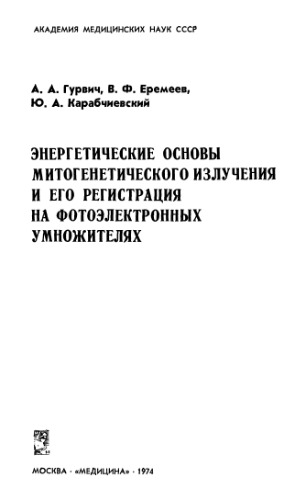 АКАДЕМИЯ МЕДИЦИНСКИХ НАУК СССР
А. А. Гурвич, В. Ф. Еремеев,
Ю. А. Карабчиевский
ЭНЕРГЕТИЧЕСКИЕ ОСНОВЫ
МИТОГЕНЕТИЧЕСКОГО ИЗЛУЧЕНИЯ
И ЕГО РЕГИСТРАЦИЯ
НА ФОТОЭЛЕКТРОННЫХ
УМНОЖИТЕЛЯХ
МОСКВА · «МЕДИЦИНА» · 1974